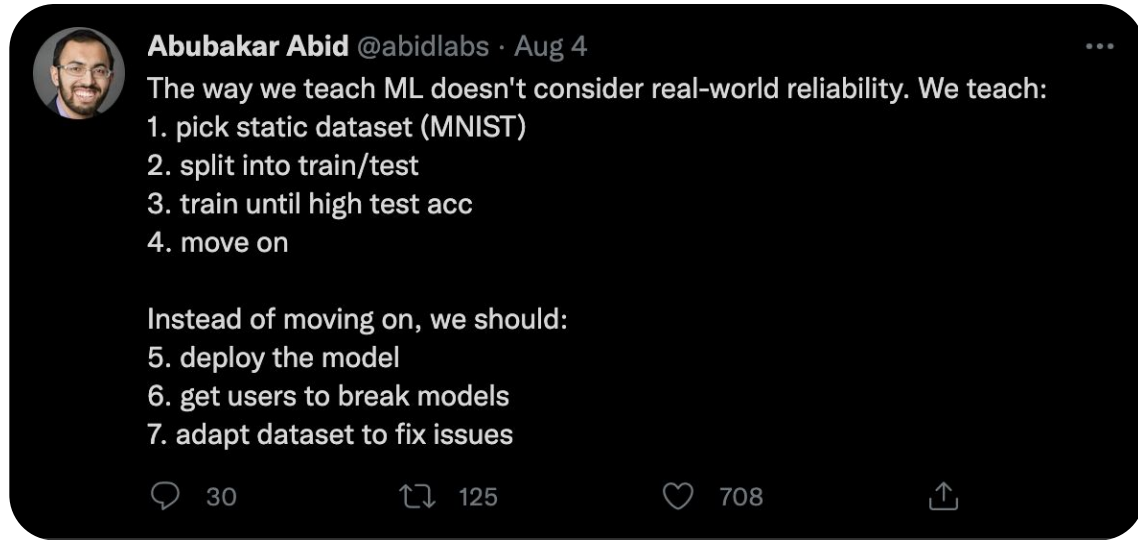 Abubakar Abid @abidlabs · Aug 4
The way we teach ML doesn't consider real-world reliability. We teach:
1. pick static dataset (MNIST)
2. split into train/test
3. train until high test acc
4. move on
Instead of moving on, we should:
5. deploy the model
6. get users to break models
7. adapt dataset to fix issues
30 125 708